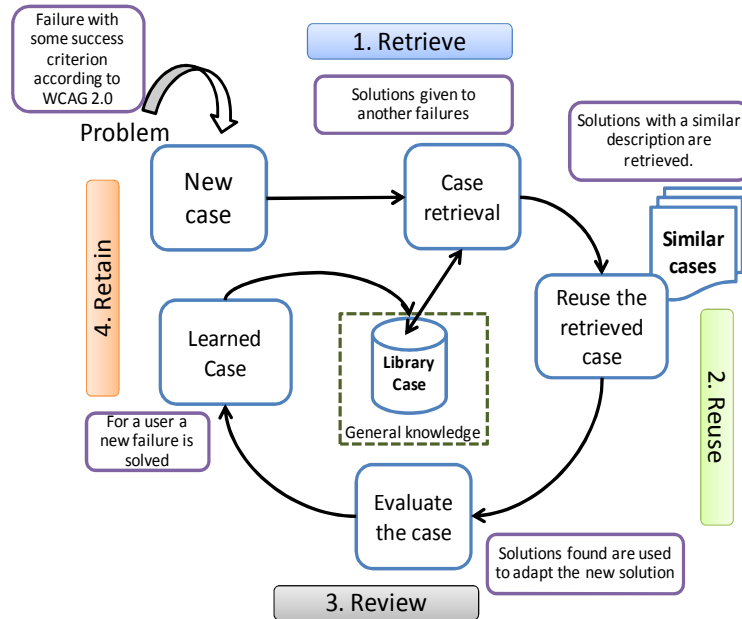 Failure with
some success
criterion
according to
WCAG 2.0
Problem
1. Retrieve
Solutions given to
another failures
Solutions with a similar
description are
retrieved.
New
case
Case
retrieval
Similar
cases
4. Retain
Learned
Case
Library
Case
General knowledge
Reuse the
retrieved
case
2. Reuse
For a user a
new failure is
solved
Evaluate
the case
Solutions found are used
to adapt the new solution
3. Review